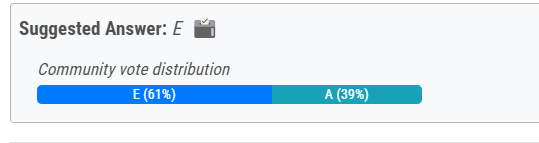 Suggested Answer: E
Community vote distribution
E (61%) A (39%)